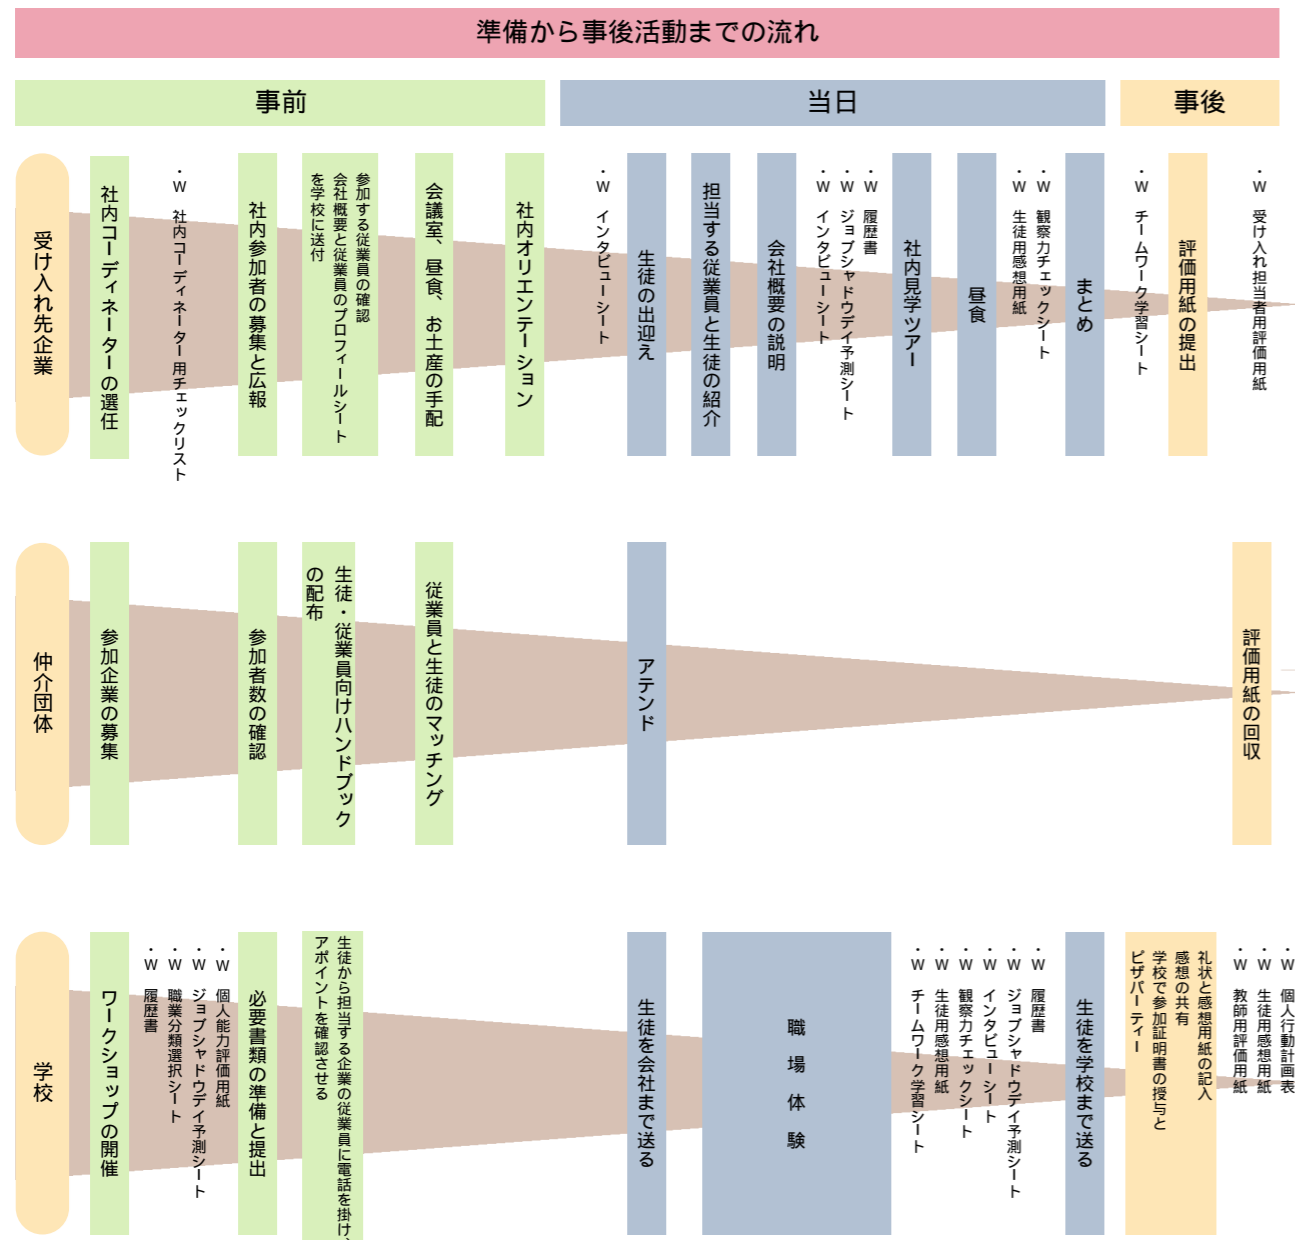 準備から事後活動までの流れ
事前
当日
事後
受け入れ先企業
社内コーディネーターの選任
・W 社内コーディネーター用チェックリスト
社内参加者の募集と広報
参加する従業員の確認
会社概要と従業員のプロフィールシート
を学校に送付
会議室、昼食、お土産の手配
社内オリエンテーション
・W インタビューシート
生徒の出迎え
担当する従業員と生徒の紹介
会社概要の説明
・W 履歴書
・W ジョブシャドウデイ予測シート
・W インタビューシート
社内見学ツアー
昼食
・W 観察力チェックシート
・W 生徒用感想用紙
まとめ
・W チームワーク学習シート
評価用紙の提出
・W 受け入れ担当者用評価用紙
仲介団体
参加企業の募集
参加者数の確認
生徒・従業員向けハンドブック
の配布
従業員と生徒のマッチング
アテンド
評価用紙の回収
学校
ワークショップの開催
・W 個人能力評価用紙
・W ジョブシャドウデイ予測シート
・W 職業分類選択シート
・W 履歴書
必要書類の準備と提出
生徒から担当する企業の従業員に電話を掛け、
アポイントを確認させる
生徒を会社まで送る
職場体験
・W 履歴書
・W ジョブシャドウデイ予測シート
・W インタビューシート
・W 観察力チェックシート
・W 生徒用感想用紙
・W チームワーク学習シート
生徒を学校まで送る
礼状と感想用紙の記入
感想の共有
学校で参加証明書の授与と
ピザパーティー
・W 個人行動計画表
・W 生徒用感想用紙
・W 教師用評価用紙